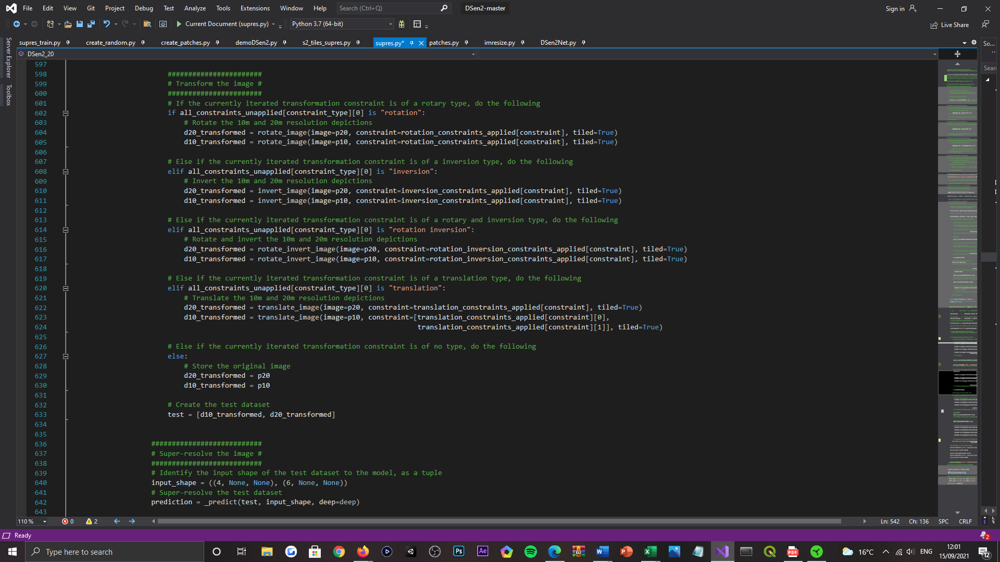 File Edit View Git Project Debug Test Analyze Tools Extensions Window Help Search (Ctrl+Q) DSen2-master Sign in
Current Document (supres.py) Python 3.7 (64-bit) Live Share
supres_train.py create_random.py create_patches.py demoDSen2.py s2_tiles_supres.py supres.py* patches.py imresize.py DSen2Net.py So...
Server Explorer
Toolbox
DSen2_20
Sear
597
598 #######################
599 # Transform the image #
600 #######################
601 # If the currently iterated transformation constraint is of a rotary type, do the following
602 if all_constraints_unapplied[constraint_type][0] is "rotation":
603 # Rotate the 10m and 20m resolution depictions
604 d20_transformed = rotate_image(image=p20, constraint=rotation_constraints_applied[constraint], tiled=True)
605 d10_transformed = rotate_image(image=p10, constraint=rotation_constraints_applied[constraint], tiled=True)
606
607 # Else if the currently iterated transformation constraint is of a inversion type, do the following
608 elif all_constraints_unapplied[constraint_type][0] is "inversion":
609 # Invert the 10m and 20m resolution depictions
610 d20_transformed = invert_image(image=p20, constraint=inversion_constraints_applied[constraint], tiled=True)
611 d10_transformed = invert_image(image=p10, constraint=inversion_constraints_applied[constraint], tiled=True)
612
613 # Else if the currently iterated transformation constraint is of a rotary and inversion type, do the following
614 elif all_constraints_unapplied[constraint_type][0] is "rotation inversion":
615 # Rotate and invert the 10m and 20m resolution depictions
616 d20_transformed = rotate_invert_image(image=p20, constraint=rotation_inversion_constraints_applied[constraint], tiled=True)
617 d10_transformed = rotate_invert_image(image=p10, constraint=rotation_inversion_constraints_applied[constraint], tiled=True)
618
619 # Else if the currently iterated transformation constraint is of a translation type, do the following
620 elif all_constraints_unapplied[constraint_type][0] is "translation":
621 # Translate the 10m and 20m resolution depictions
622 d20_transformed = translate_image(image=p20, constraint=translation_constraints_applied[constraint], tiled=True)
623 d10_transformed = translate_image(image=p10, constraint=[translation_constraints_applied[constraint][0],
624 translation_constraints_applied[constraint][1]], tiled=True)
625
626 # Else if the currently iterated transformation constraint is of no type, do the following
627 else:
628 # Store the original image
629 d20_transformed = p20
630 d10_transformed = p10
631
632 # Create the test dataset
633 test = [d10_transformed, d20_transformed]
634
635
636 ###########################
637 # Super-resolve the image #
638 ###########################
639 # Identify the input shape of the test dataset to the model, as a tuple
640 input_shape = ((4, None, None), (6, None, None))
641 # Super-resolve the test dataset
642 prediction = _predict(test, input_shape, deep=deep)
643
110 % 0 2 Ln: 542 Ch: 136 SPC CRLF
Ready 2
Type here to search Ps Ae PDF 16°C ENG 12:01
15/09/2021 12